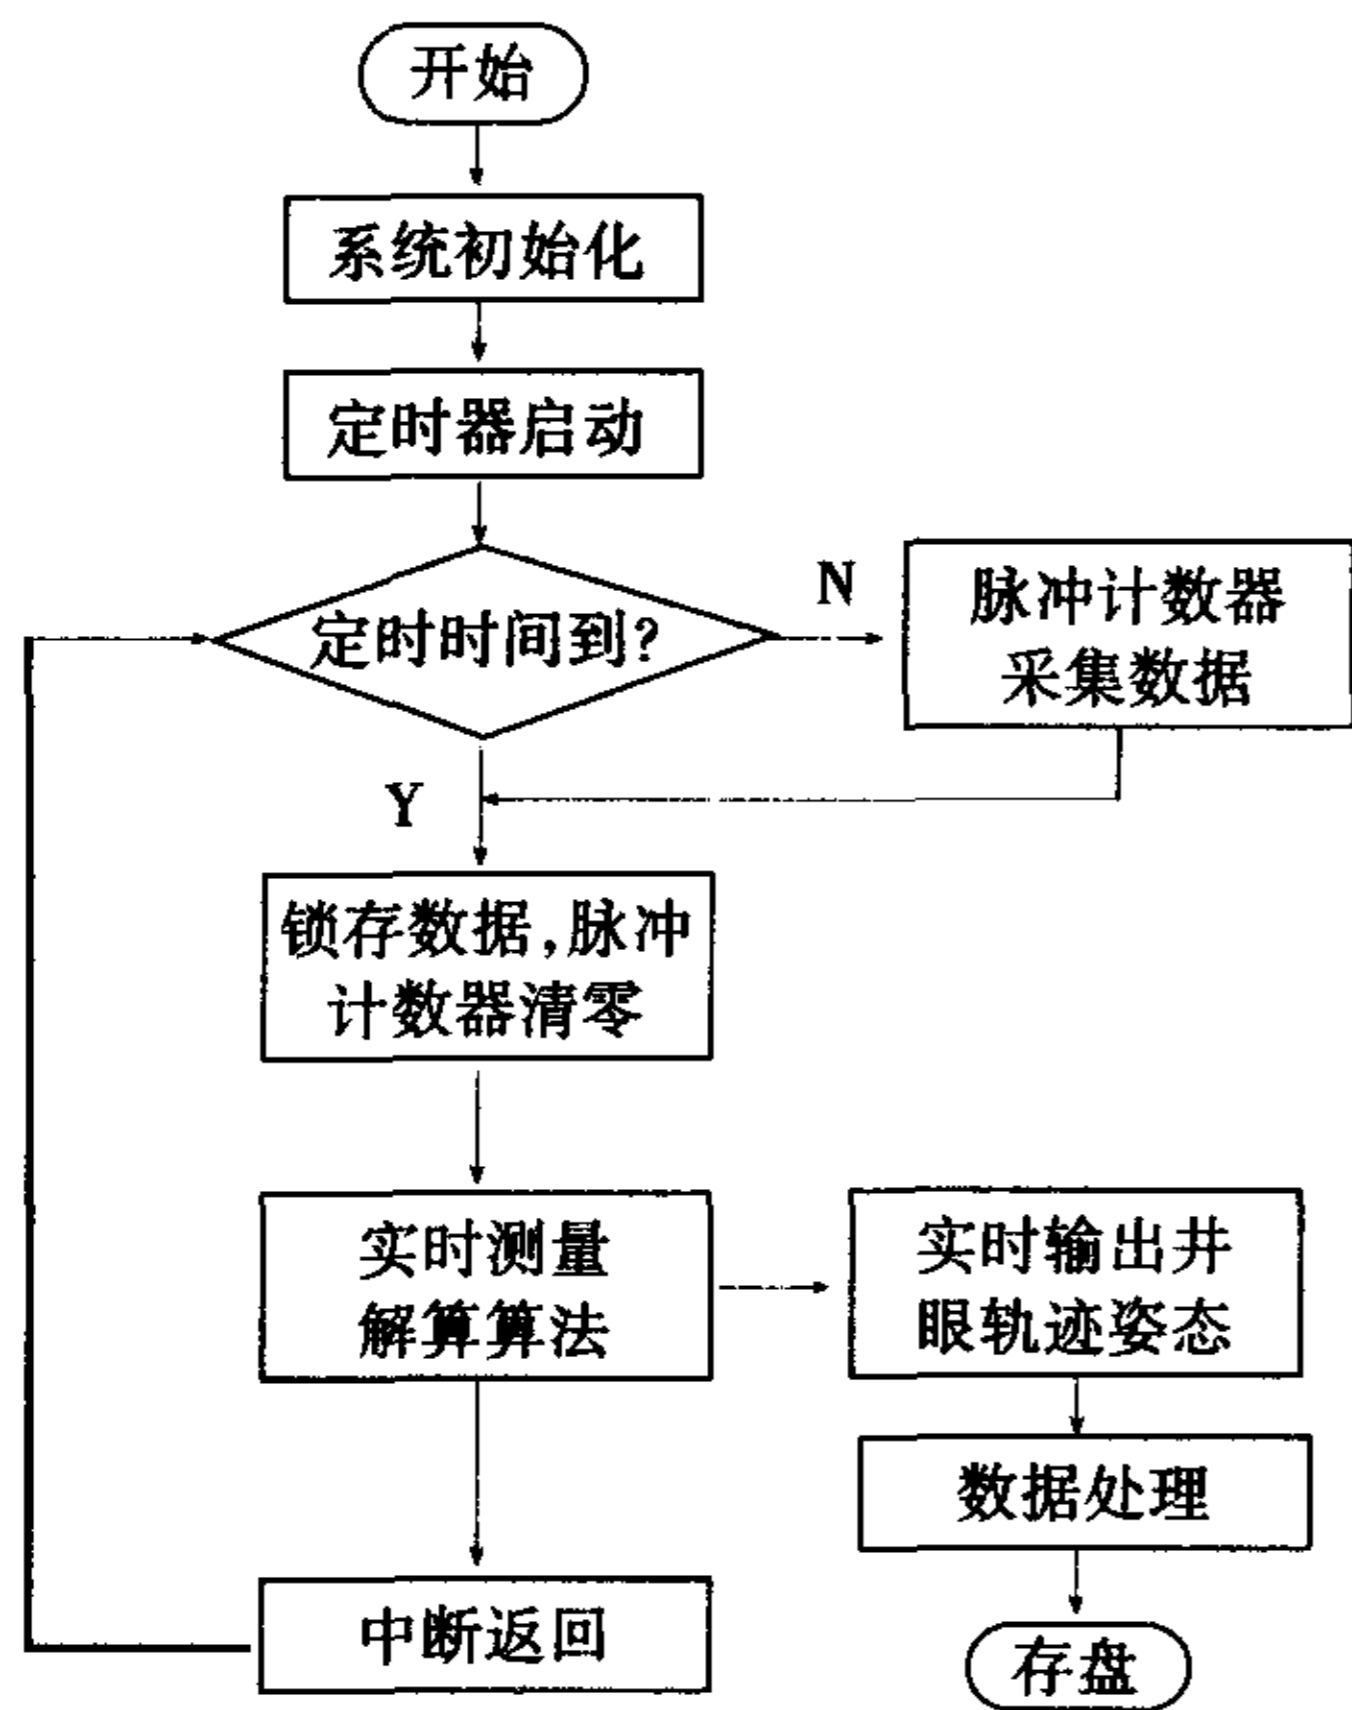 开始
系统初始化
定时器启动
定时时间到?
N
脉冲计数器
采集数据
Y
锁存数据,脉冲
计数器清零
实时测量
解算算法
实时输出井
眼轨迹姿态
数据处理
中断返回
存盘